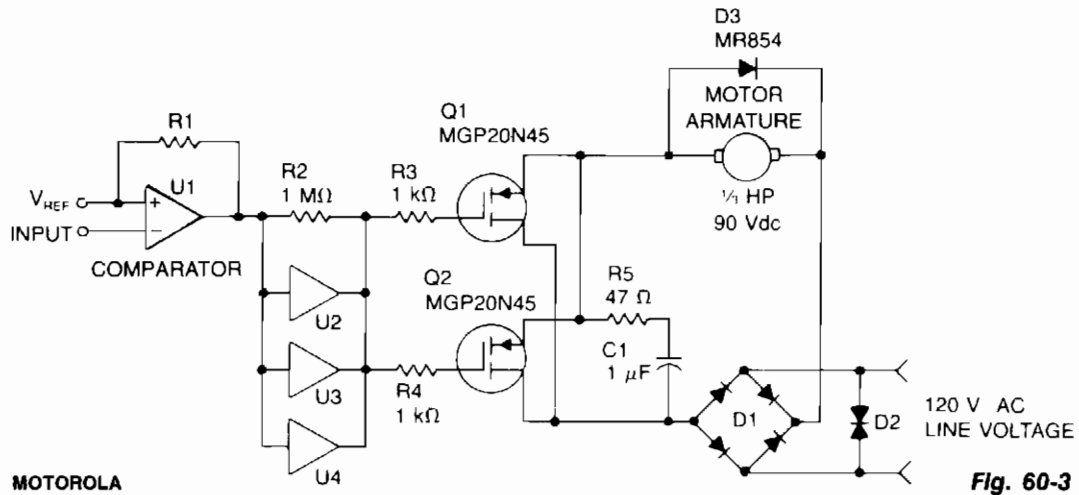 D3
MR854
MOTOR
ARMATURE
1/3 HP
90 Vdc
Q1
MGP20N45
R1
R2
1 MΩ
R3
1 kΩ
VREF
+
U1
INPUT
−
COMPARATOR
Q2
MGP20N45
R5
47 Ω
U2
C1
1 μF
U3
R4
1 kΩ
D1
D2
120 V AC
LINE VOLTAGE
U4
MOTOROLA
Fig. 60-3